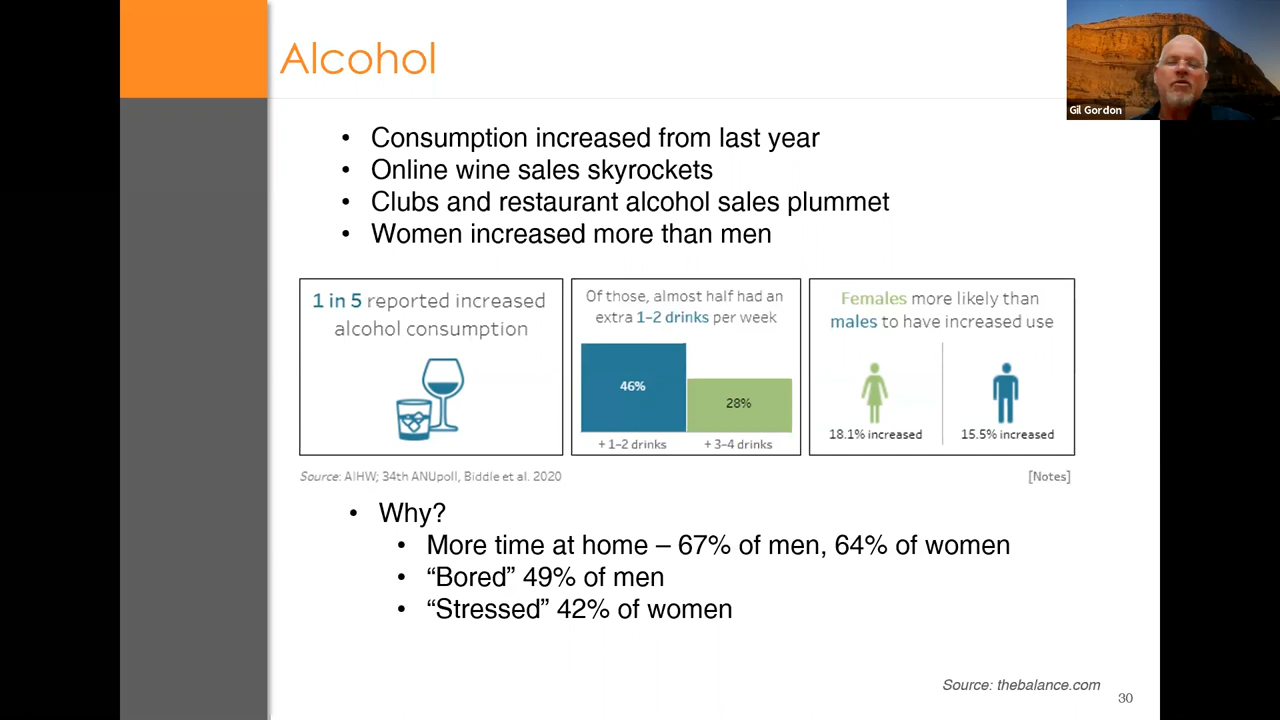 Alcohol
Gil Gordon
• Consumption increased from last year
• Online wine sales skyrockets
• Clubs and restaurant alcohol sales plummet
• Women increased more than men
1 in 5 reported increased
alcohol consumption
Of those, almost half had an
extra 1–2 drinks per week
46%
28%
+ 1–2 drinks
+ 3–4 drinks
Females more likely than
males to have increased use
18.1% increased
15.5% increased
Source: AIHW; 34th ANUpoll, Biddle et al. 2020
[Notes]
• Why?
• More time at home – 67% of men, 64% of women
• “Bored” 49% of men
• “Stressed” 42% of women
Source: thebalance.com
30